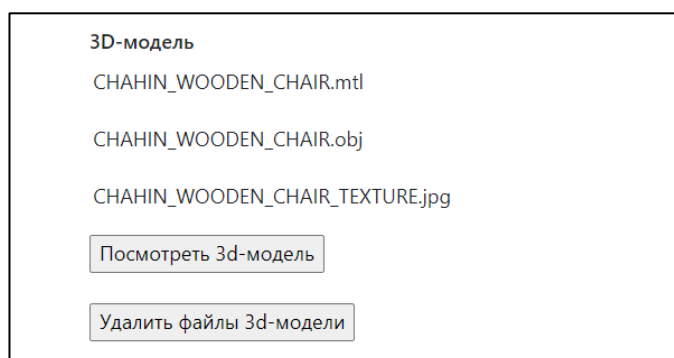 3D-модель
CHAHIN_WOODEN_CHAIR.mtl
CHAHIN_WOODEN_CHAIR.obj
CHAHIN_WOODEN_CHAIR_TEXTURE.jpg
Посмотреть 3d-модель
Удалить файлы 3d-модели